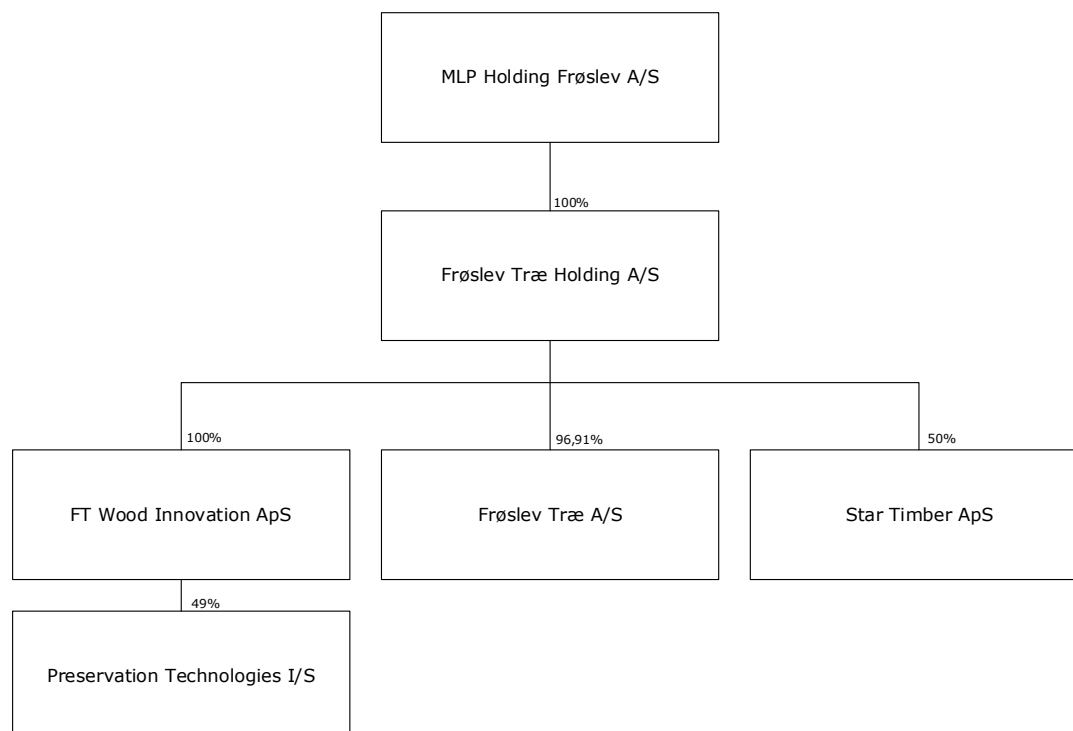 MLP Holding Frøslev A/S
100%
Frøslev Træ Holding A/S
100%
96,91%
50%
FT Wood Innovation ApS
Frøslev Træ A/S
Star Timber ApS
49%
Preservation Technologies I/S